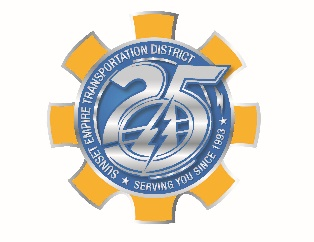 SUNSET EMPIRE TRANSPORTATION DISTRICT
25
SERVING YOU SINCE 1993